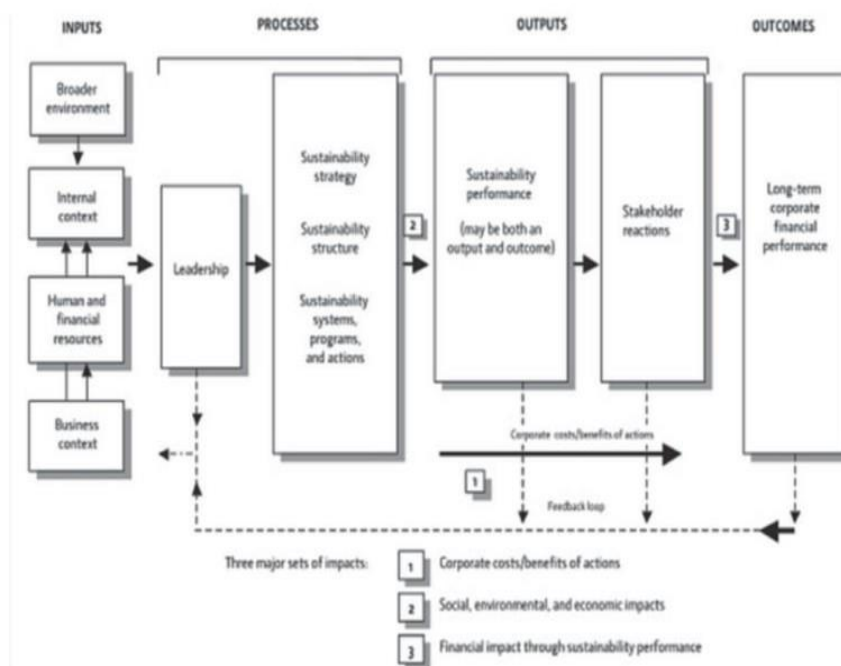 INPUTS
PROCESSES
OUTPUTS
OUTCOMES
Broader
environment
Internal
context
Human and
financial
resources
Business
context
Leadership
Sustainability
strategy
Sustainability
structure
Sustainability
systems,
programs,
and actions
2
Sustainability
performance
(may be both an
output and outcome)
Stakeholder
reactions
3
Long-term
corporate
financial
performance
Corporate costs/benefits of actions
1
Feedback loop
Three major sets of impacts:
1 Corporate costs/benefits of actions
2 Social, environmental, and economic impacts
3 Financial impact through sustainability performance